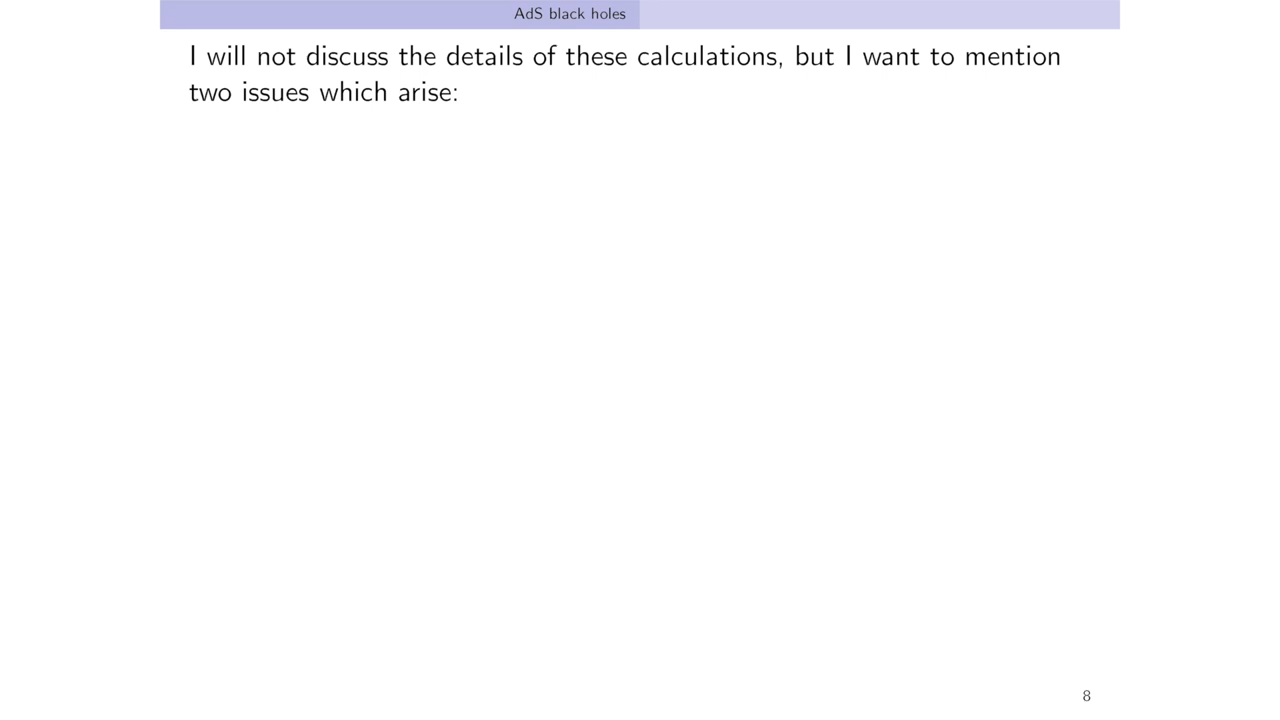 AdS black holes
I will not discuss the details of these calculations, but I want to mention
two issues which arise:
8